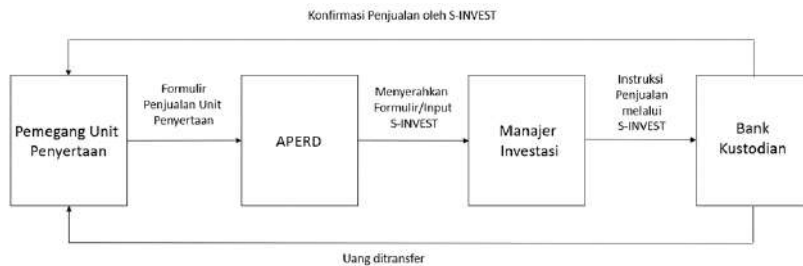 Konfirmasi Penjualan oleh S-INVEST
Pemegang Unit
Penyertaan
Formulir
Penjualan Unit
Penyertaan
APERD
Menyerahkan
Formulir/Input
S-INVEST
Manajer
Investasi
Instruksi
Penjualan
melalui
S-INVEST
Bank
Kustodian
Uang ditransfer